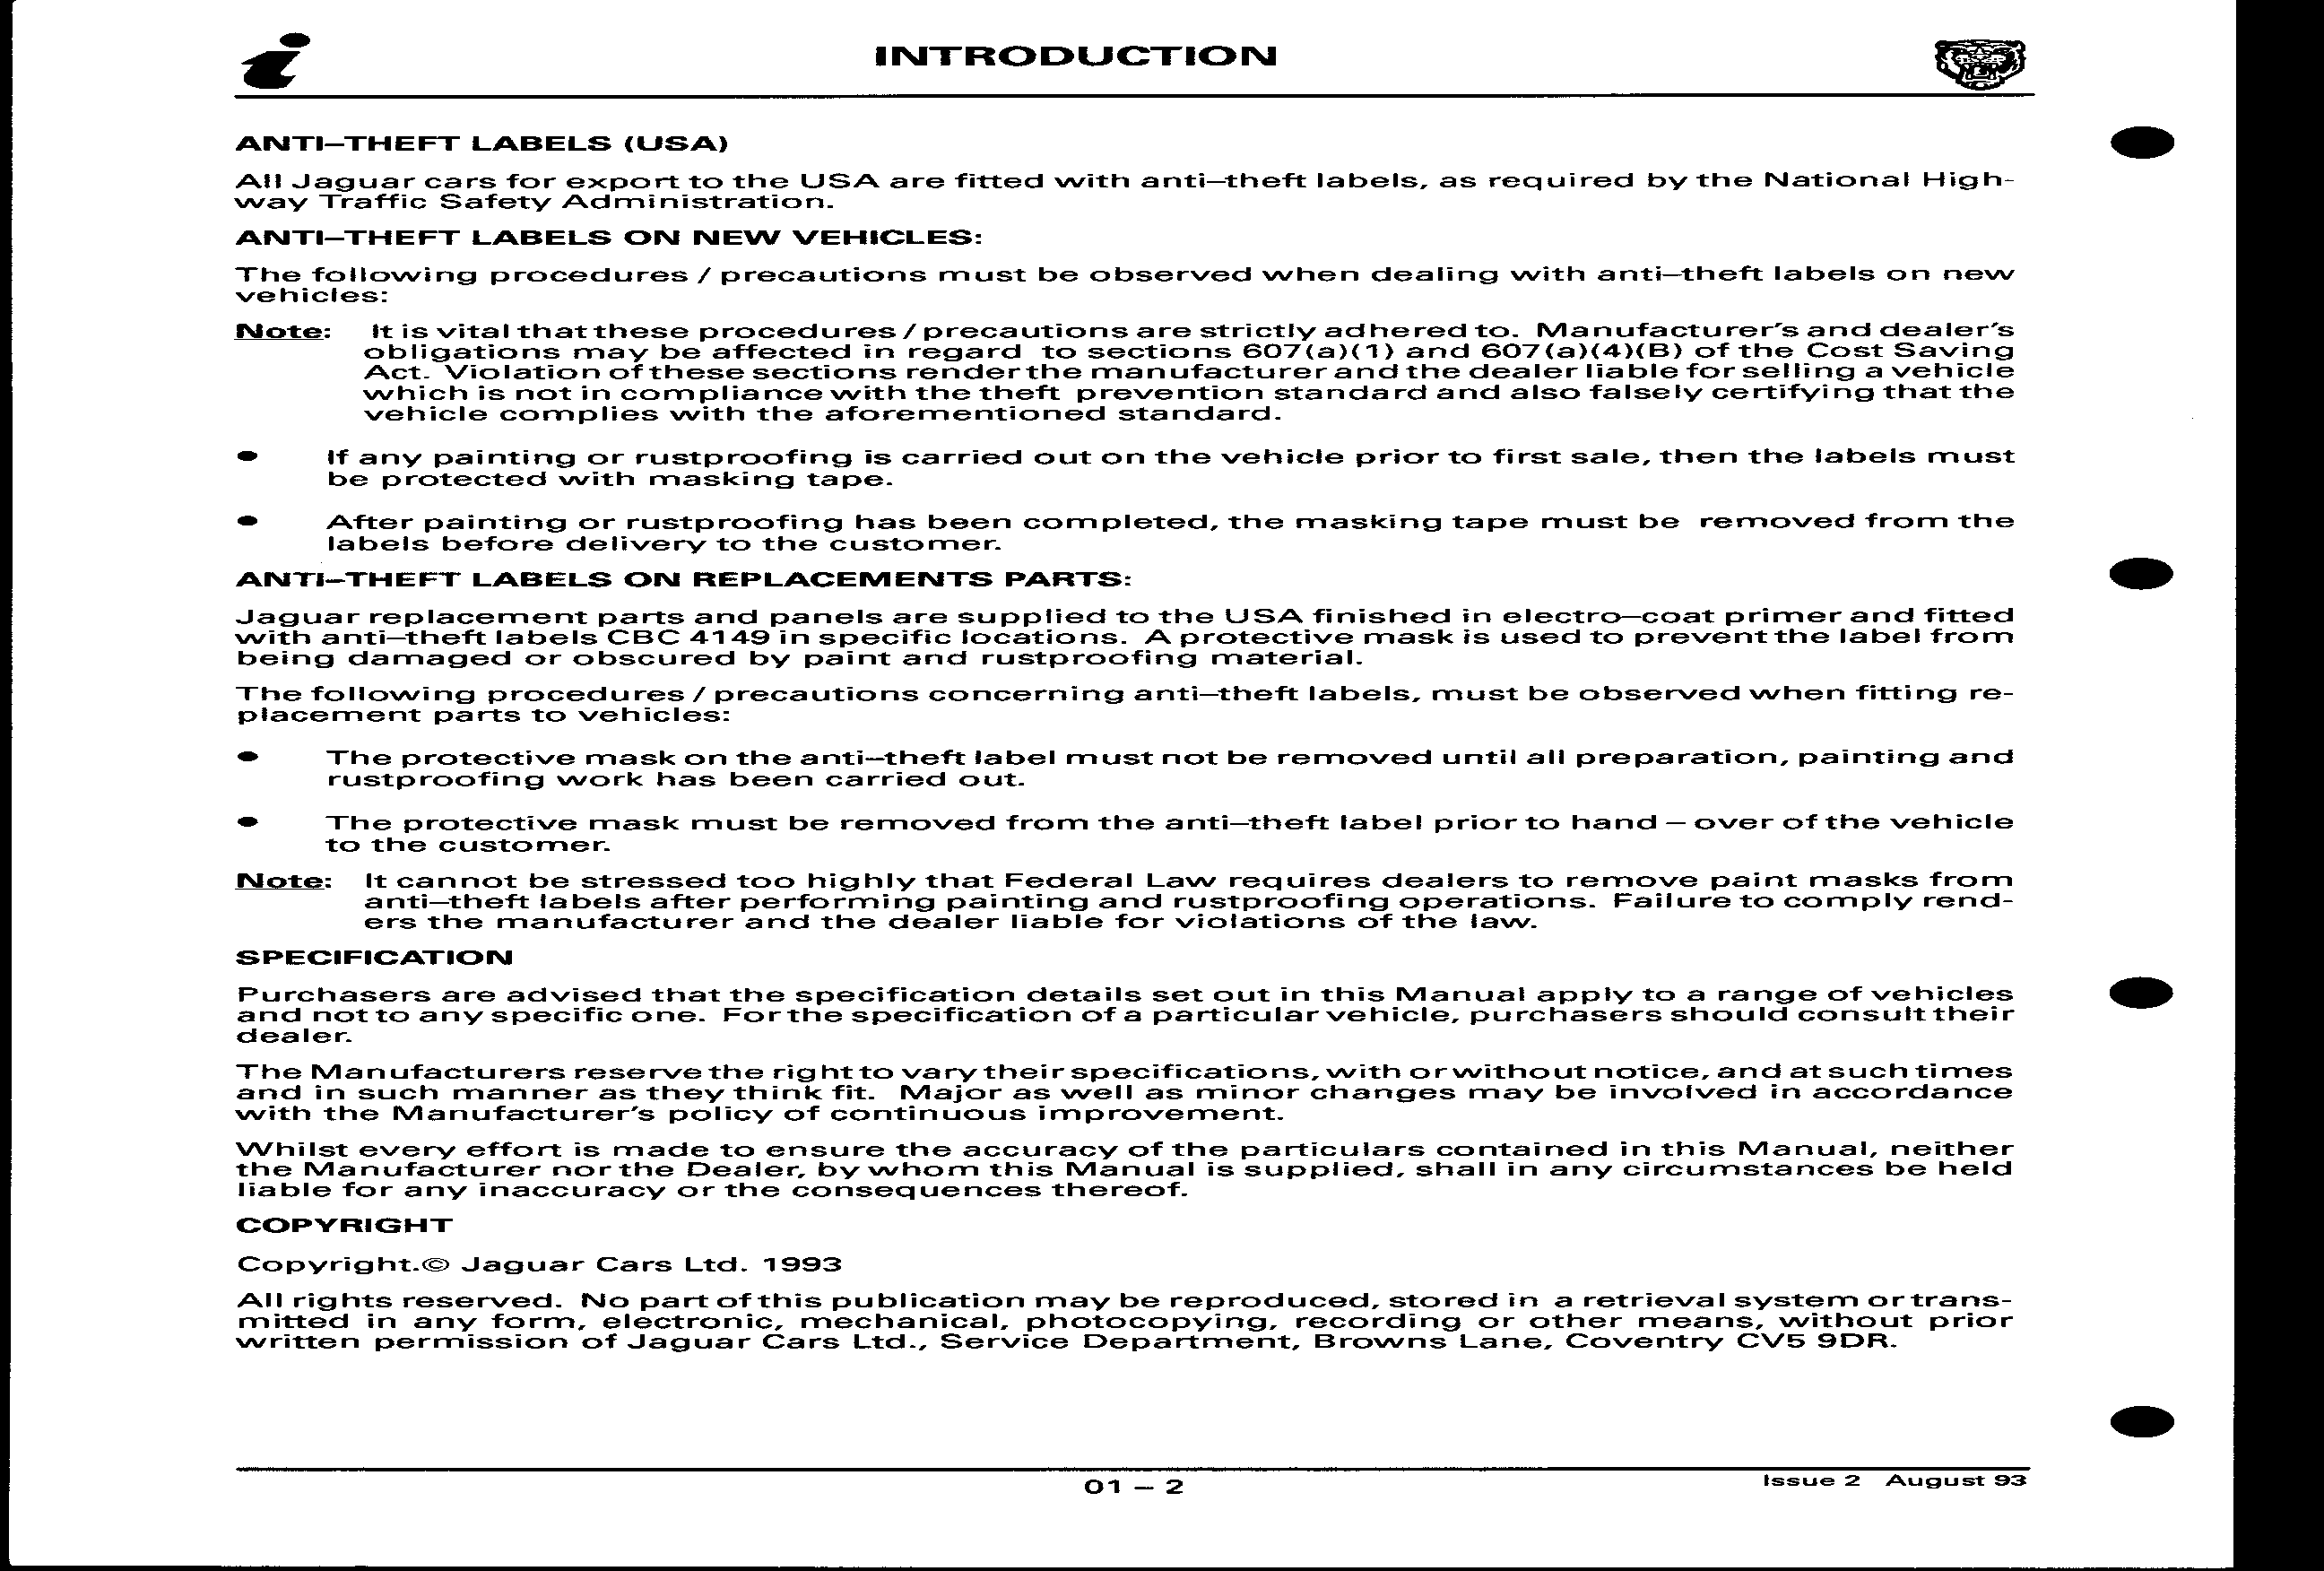 i
INTRODUCTION
ANTI–THEFT LABELS (USA)
All Jaguar cars for export to the USA are fitted with anti–theft labels, as required by the National High-
way Traffic Safety Administration.
ANTI–THEFT LABELS ON NEW VEHICLES:
The following procedures / precautions must be observed when dealing with anti–theft labels on new
vehicles:
Note: It is vital that these procedures / precautions are strictly adhered to. Manufacturer's and dealer's
obligations may be affected in regard to sections 607(a)(1) and 607(a)(4)(B) of the Cost Saving
Act. Violation of these sections render the manufacturer and the dealer liable for selling a vehicle
which is not in compliance with the theft prevention standard and also falsely certifying that the
vehicle complies with the aforementioned standard.
• If any painting or rustproofing is carried out on the vehicle prior to first sale, then the labels must
be protected with masking tape.
• After painting or rustproofing has been completed, the masking tape must be removed from the
labels before delivery to the customer.
ANTI–THEFT LABELS ON REPLACEMENTS PARTS:
Jaguar replacement parts and panels are supplied to the USA finished in electro–coat primer and fitted
with anti–theft labels CBC 4149 in specific locations. A protective mask is used to prevent the label from
being damaged or obscured by paint and rustproofing material.
The following procedures / precautions concerning anti–theft labels, must be observed when fitting re-
placement parts to vehicles:
• The protective mask on the anti–theft label must not be removed until all preparation, painting and
rustproofing work has been carried out.
• The protective mask must be removed from the anti–theft label prior to hand – over of the vehicle
to the customer.
Note: It cannot be stressed too highly that Federal Law requires dealers to remove paint masks from
anti–theft labels after performing painting and rustproofing operations. Failure to comply rend-
ers the manufacturer and the dealer liable for violations of the law.
SPECIFICATION
Purchasers are advised that the specification details set out in this Manual apply to a range of vehicles
and not to any specific one. For the specification of a particular vehicle, purchasers should consult their
dealer.
The Manufacturers reserve the right to vary their specifications, with or without notice, and at such times
and in such manner as they think fit. Major as well as minor changes may be involved in accordance
with the Manufacturer's policy of continuous improvement.
Whilst every effort is made to ensure the accuracy of the particulars contained in this Manual, neither
the Manufacturer nor the Dealer, by whom this Manual is supplied, shall in any circumstances be held
liable for any inaccuracy or the consequences thereof.
COPYRIGHT
Copyright.© Jaguar Cars Ltd. 1993
All rights reserved. No part of this publication may be reproduced, stored in a retrieval system or trans-
mitted in any form, electronic, mechanical, photocopying, recording or other means, without prior
written permission of Jaguar Cars Ltd., Service Department, Browns Lane, Coventry CV5 9DR.
01 – 2
Issue 2 August 93